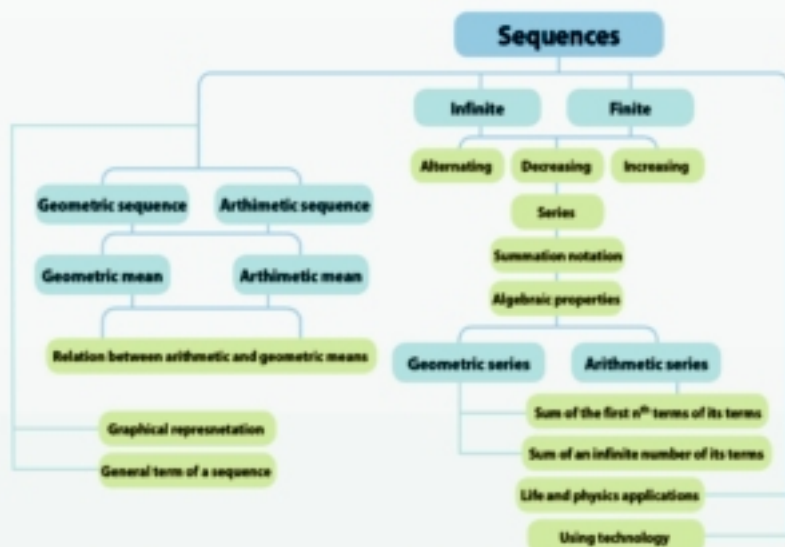 Sequences
Infinite
Finite
Alternating
Decreasing
Increasing
Geometric sequence
Arthimetic sequence
Series
Summation notation
Geometric mean
Arthimetic mean
Algebraic properties
Relation between arithmetic and geometric means
Geometric series
Arithmetic series
Sum of the first nth terms of its terms
Graphical represnetation
Sum of an infinite number of its terms
General term of a sequence
Life and physics applications
Using technology